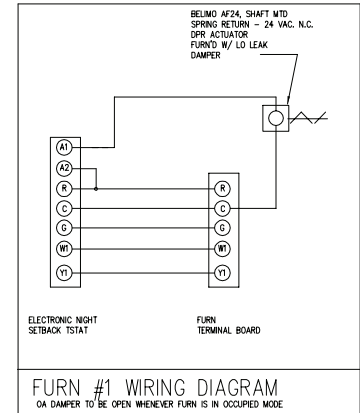 BELIMO AF24, SHAFT MTD
SPRING RETURN - 24 VAC. N.C.
DPR ACTUATOR
FURN'D W/ LO LEAK
DAMPER
A1
A2
R
C
G
W1
Y1
R
C
G
W1
Y1
ELECTRONIC NIGHT
SETBACK TSTAT
FURN
TERMINAL BOARD
FURN #1 WIRING DIAGRAM
OA DAMPER TO BE OPEN WHENEVER FURN IS IN OCCUPIED MODE